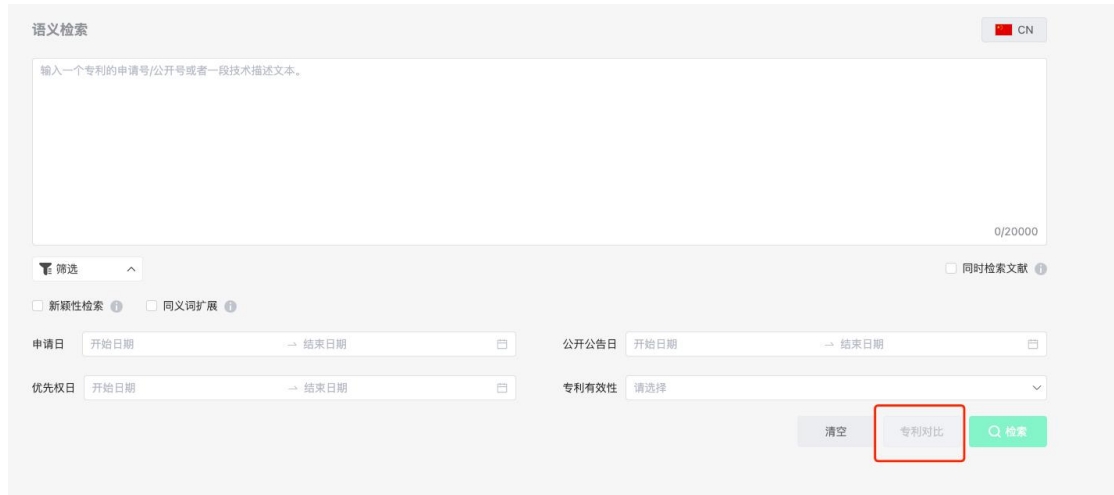 语义检索
CN
输入一个专利的申请号/公开号或者一段技术描述文本。
0/20000
筛选
同时检索文献
新颖性检索 同义词扩展
申请日 开始日期 → 结束日期 公开公告日 开始日期 → 结束日期
优先权日 开始日期 → 结束日期 专利有效性 请选择
清空 专利对比 检索